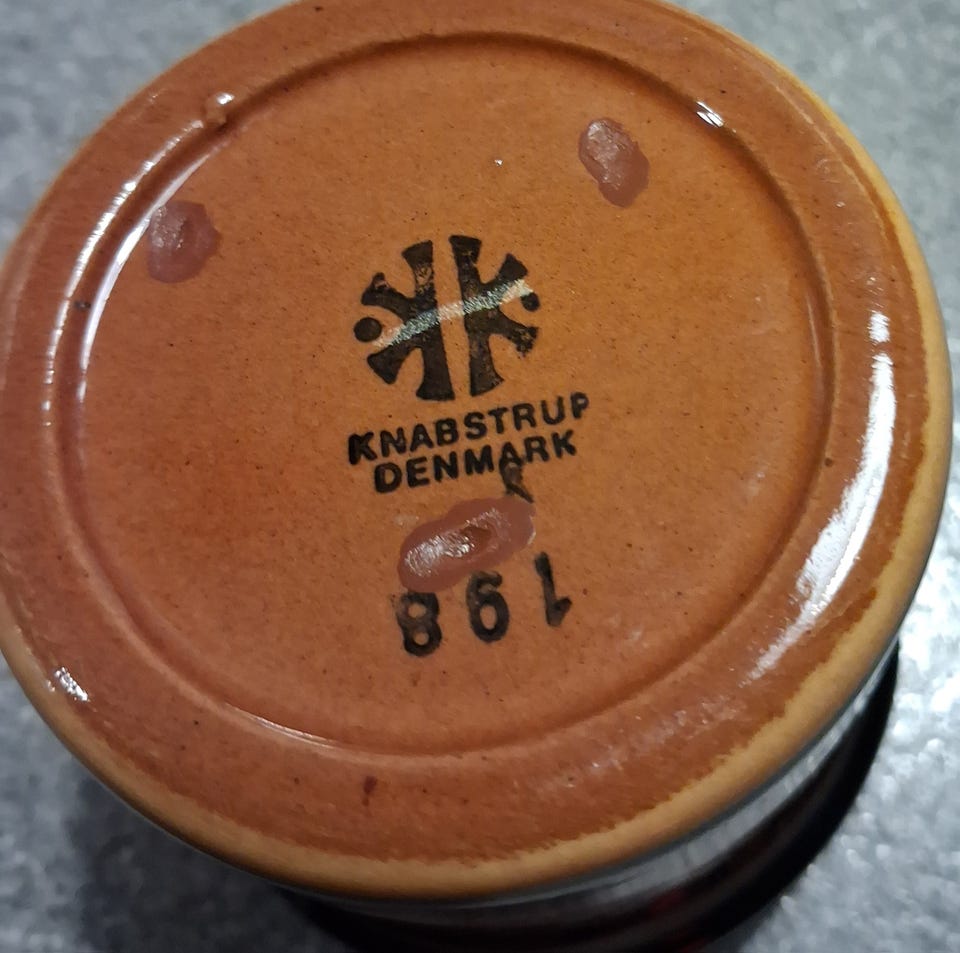 KNABSTRUP
DENMARK
198